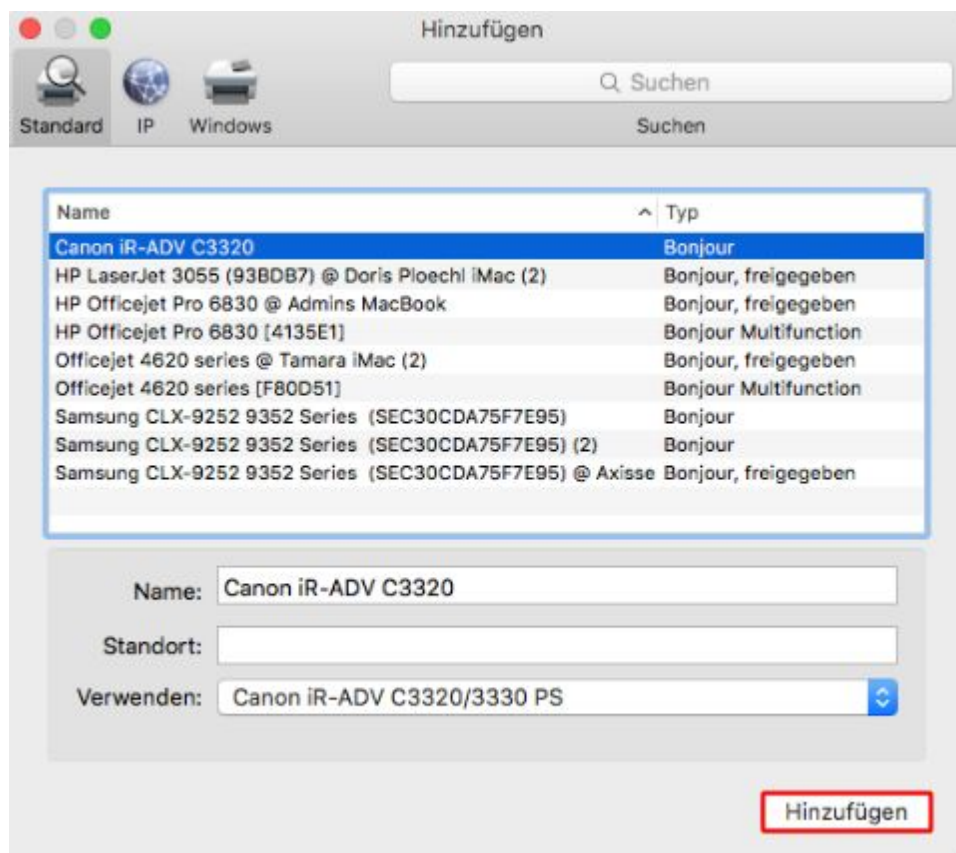 Hinzufügen
Suchen
Standard IP Windows Suchen
Name Typ
Canon iR-ADV C3320 Bonjour
HP LaserJet 3055 (93BDB7) @ Doris Ploechl iMac (2) Bonjour, freigegeben
HP Officejet Pro 6830 @ Admins MacBook Bonjour, freigegeben
HP Officejet Pro 6830 [4135E1] Bonjour Multifunction
Officejet 4620 series @ Tamara iMac (2) Bonjour, freigegeben
Officejet 4620 series [F80D51] Bonjour Multifunction
Samsung CLX-9252 9352 Series (SEC30CDA75F7E95) Bonjour
Samsung CLX-9252 9352 Series (SEC30CDA75F7E95) (2) Bonjour
Samsung CLX-9252 9352 Series (SEC30CDA75F7E95) @ Axisse Bonjour, freigegeben
Name: Canon iR-ADV C3320
Standort:
Verwenden: Canon iR-ADV C3320/3330 PS
Hinzufügen